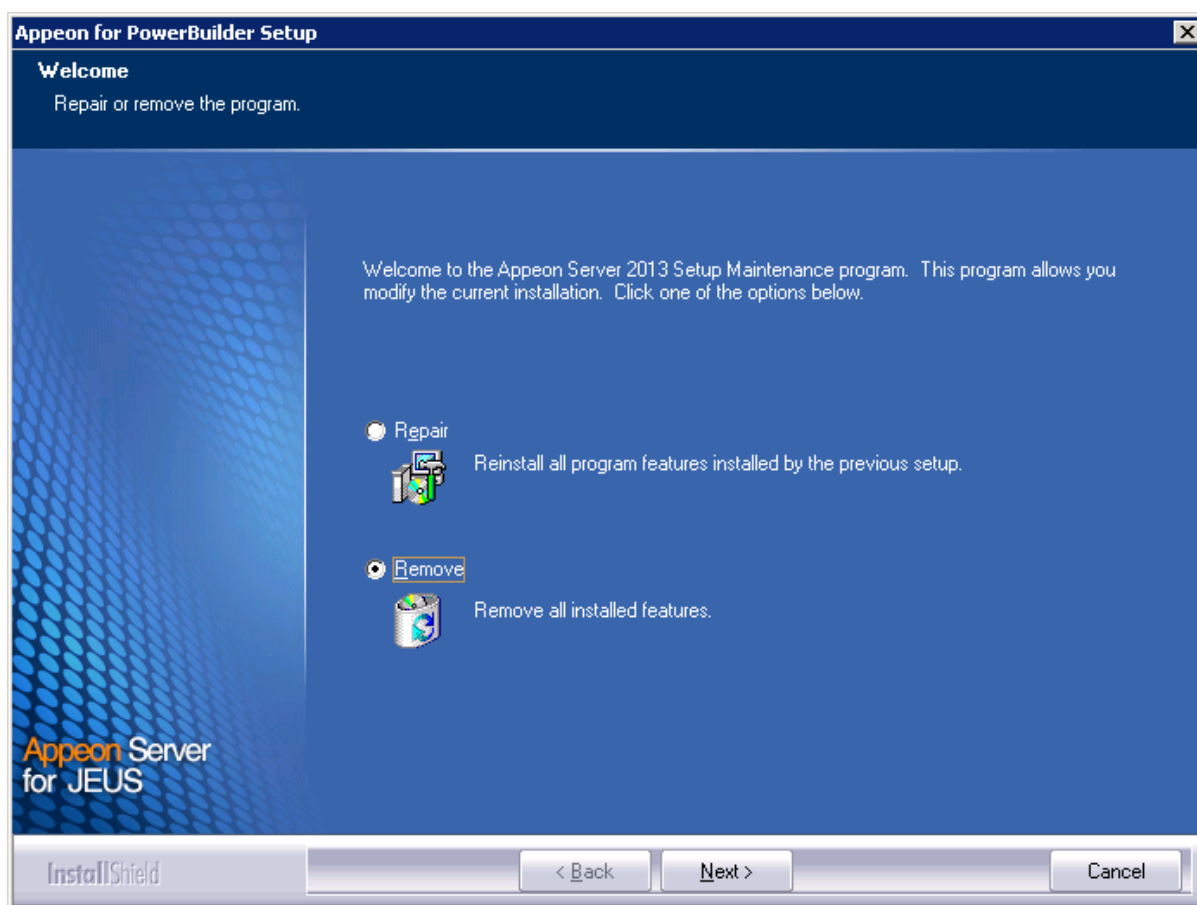 Appeon for PowerBuilder Setup
Welcome
Repair or remove the program.
Welcome to the Appeon Server 2013 Setup Maintenance program. This program allows you
modify the current installation. Click one of the options below.
Repair
Reinstall all program features installed by the previous setup.
Remove
Remove all installed features.
Appeon Server
for JEUS
InstallShield
< Back
Next >
Cancel